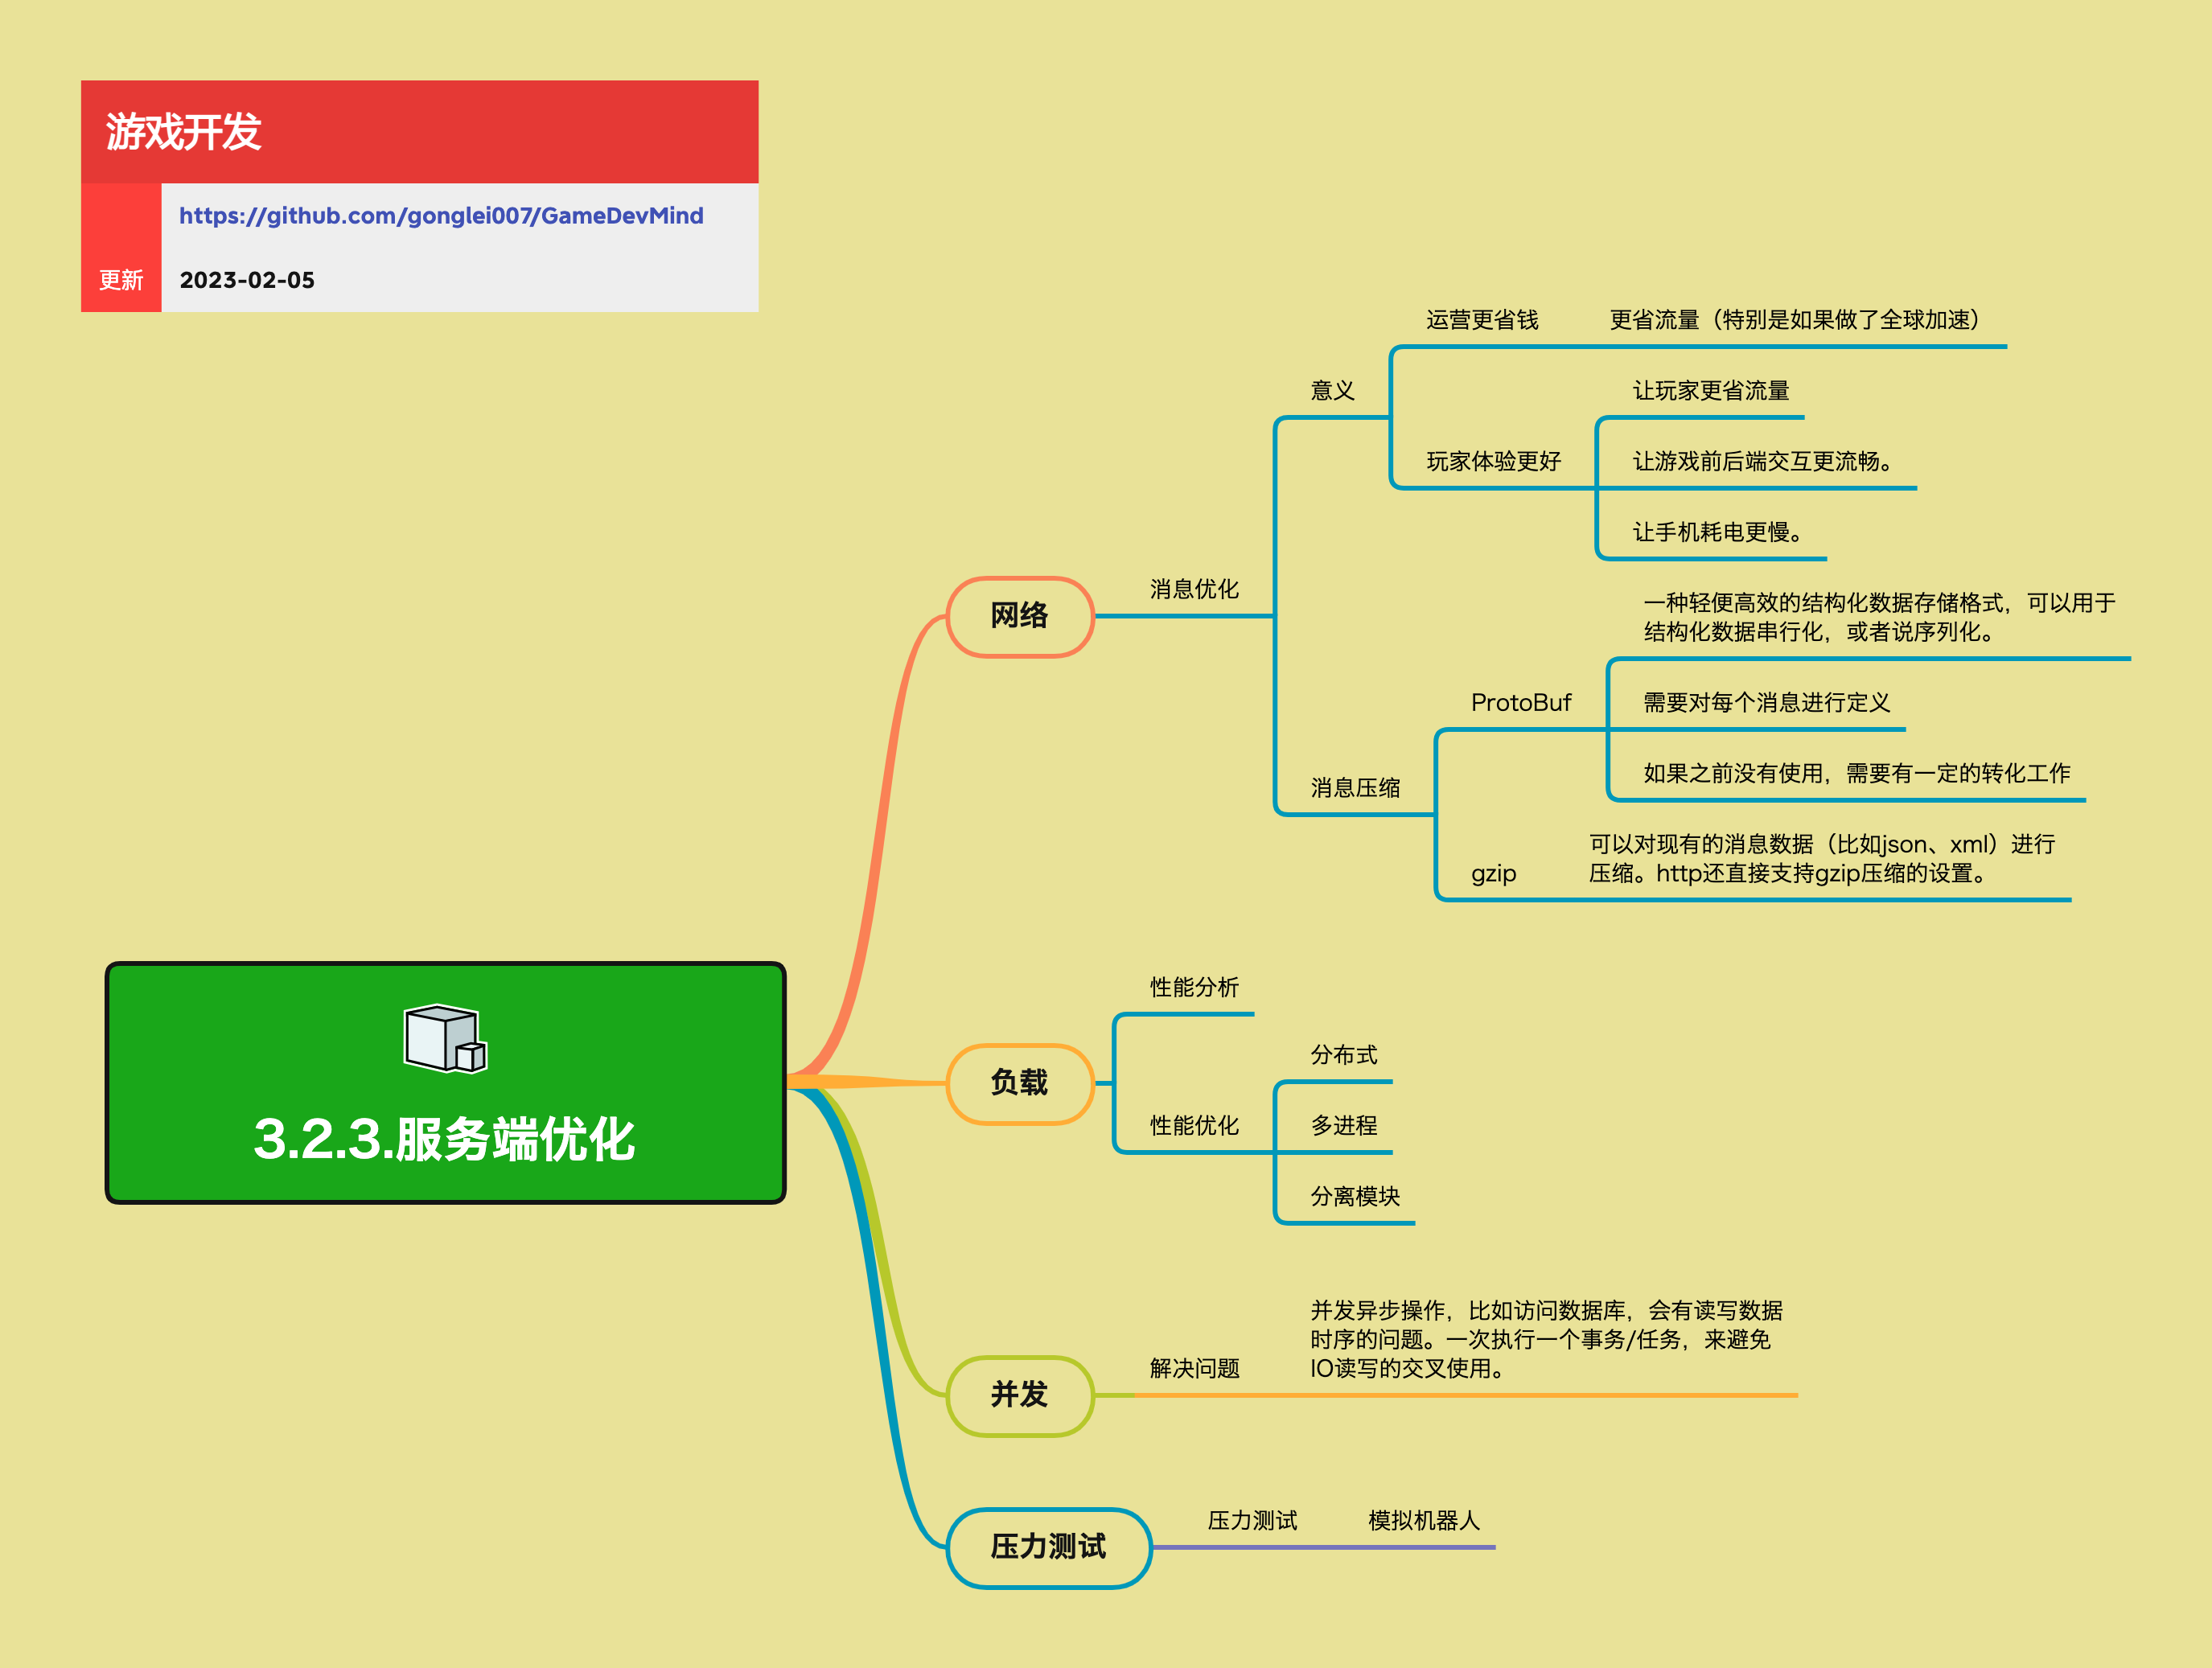 游戏开发
https://github.com/gonglei007/GameDevMind
更新
2023-02-05
3.2.3.服务端优化
网络
消息优化
意义
运营更省钱
更省流量（特别是如果做了全球加速）
玩家体验更好
让玩家更省流量
让游戏前后端交互更流畅。
让手机耗电更慢。
消息压缩
ProtoBuf
一种轻便高效的结构化数据存储格式，可以用于
结构化数据串行化，或者说序列化。
需要对每个消息进行定义
如果之前没有使用，需要有一定的转化工作
gzip
可以对现有的消息数据（比如json、xml）进行
压缩。http还直接支持gzip压缩的设置。
负载
性能分析
性能优化
分布式
多进程
分离模块
并发
解决问题
并发异步操作，比如访问数据库，会有读写数据
时序的问题。一次执行一个事务/任务，来避免
IO读写的交叉使用。
压力测试
压力测试
模拟机器人